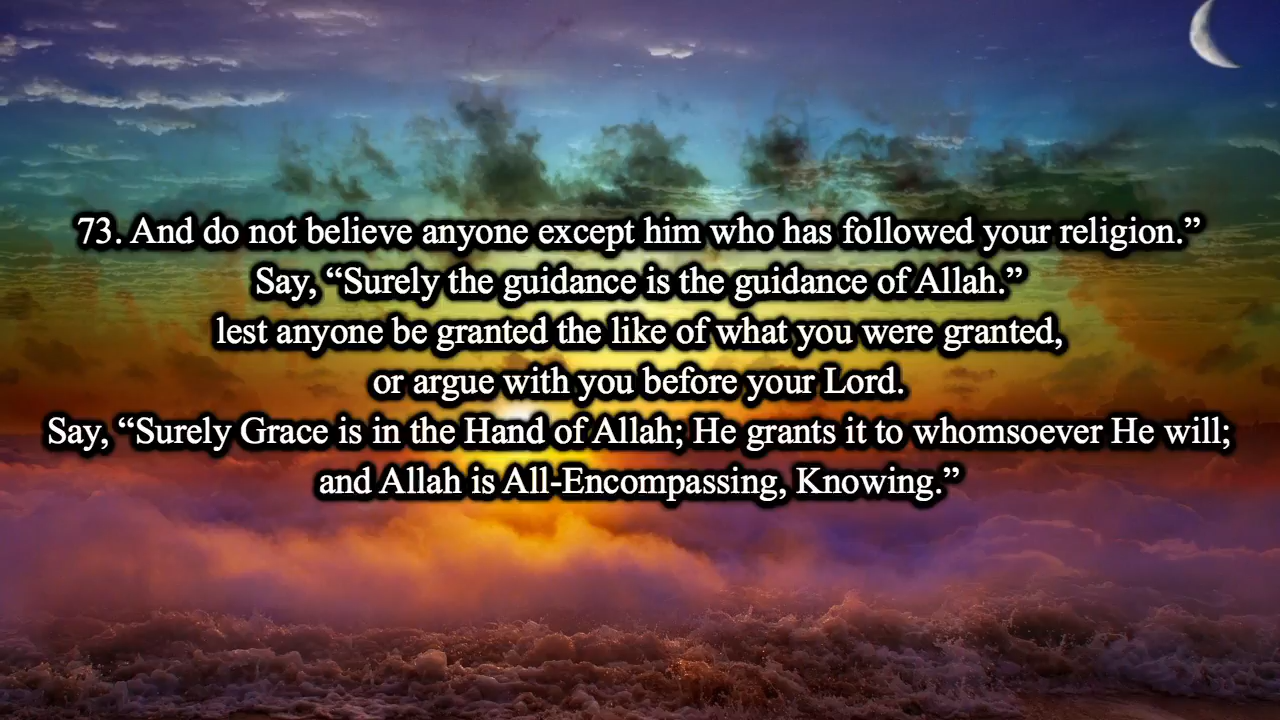 73. And do not believe anyone except him who has followed your religion.”
Say, “Surely the guidance is the guidance of Allah.”
lest anyone be granted the like of what you were granted,
or argue with you before your Lord.
Say, “Surely Grace is in the Hand of Allah; He grants it to whomsoever He will;
and Allah is All-Encompassing, Knowing.”